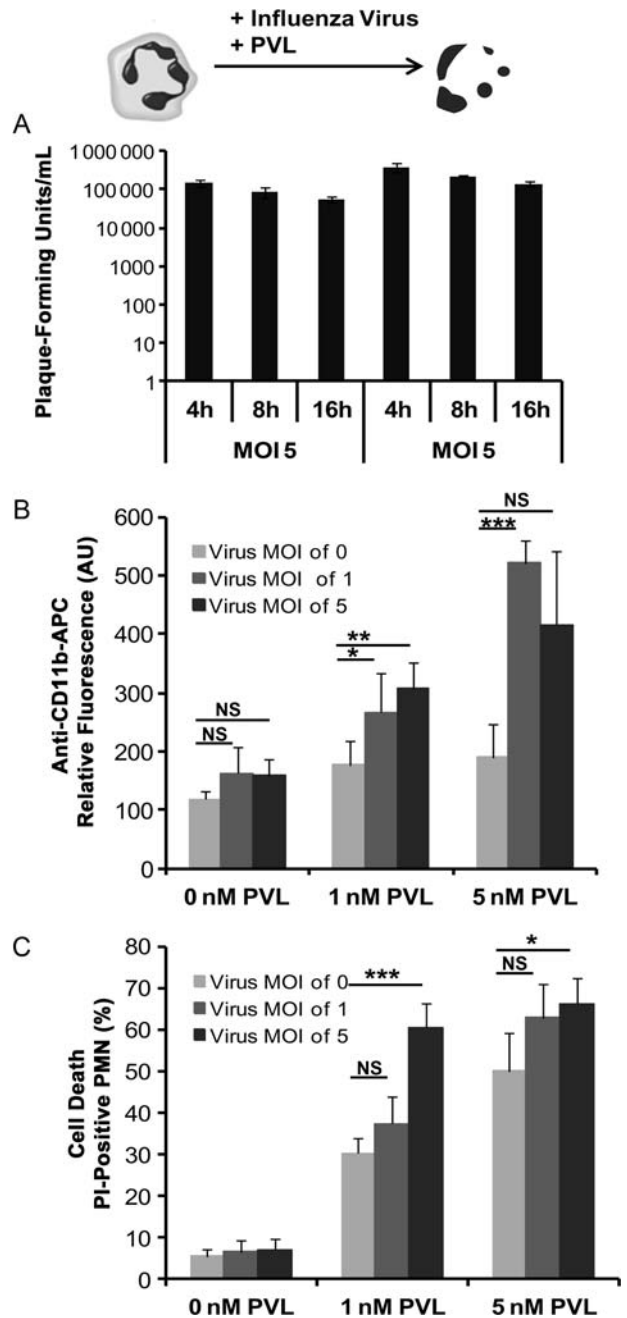 + Influenza Virus
+ PVL
A
Plaque-Forming Units/mL
1 000 000
100 000
10 000
1000
100
10
1
4h 8h 16h 4h 8h 16h
MOI 5 MOI 5
B
Anti-CD11b-APC
Relative Fluorescence (AU)
600
500
400
300
200
100
0
Virus MOI of 0
Virus MOI of 1
Virus MOI of 5
NS
NS
**
*
NS
***
0 nM PVL 1 nM PVL 5 nM PVL
C
Cell Death
PI-Positive PMN (%)
80
70
60
50
40
30
20
10
0
Virus MOI of 0
Virus MOI of 1
Virus MOI of 5
***
NS
*
NS
0 nM PVL 1 nM PVL 5 nM PVL